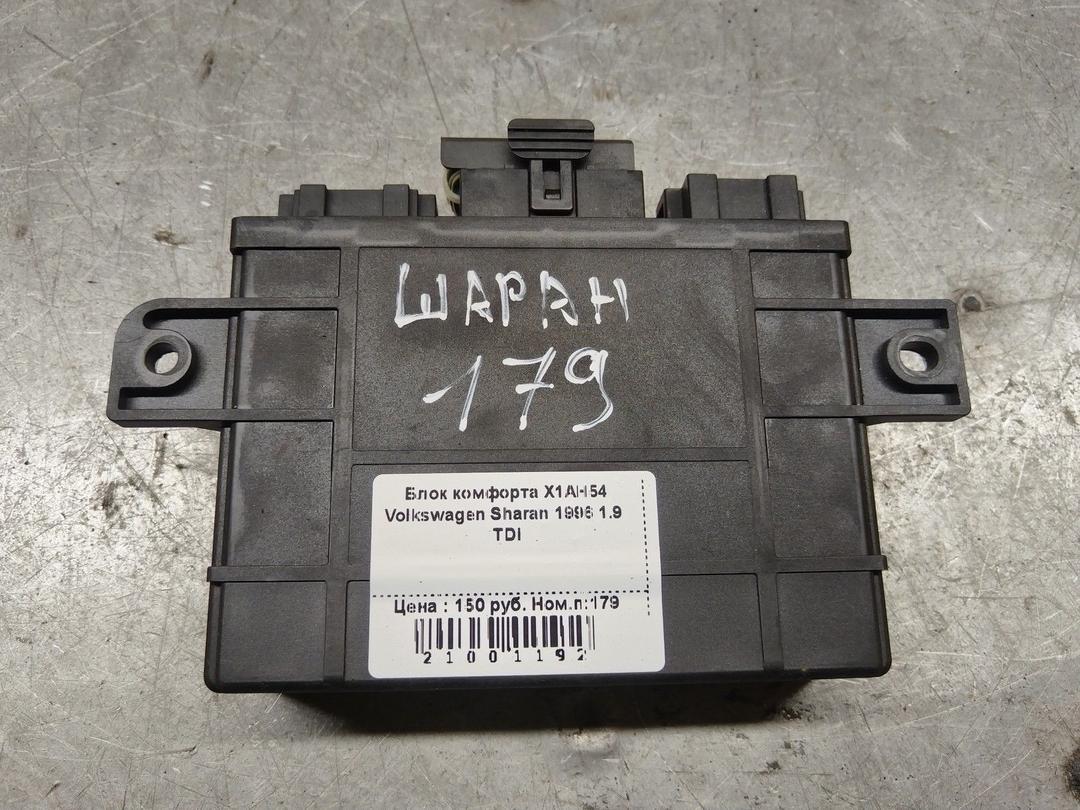 ШАРАН
179
Блок комфорта X1AH54
Volkswagen Sharan 1996 1.9
TDI
Цена : 150 руб. Ном.п:179
21001192